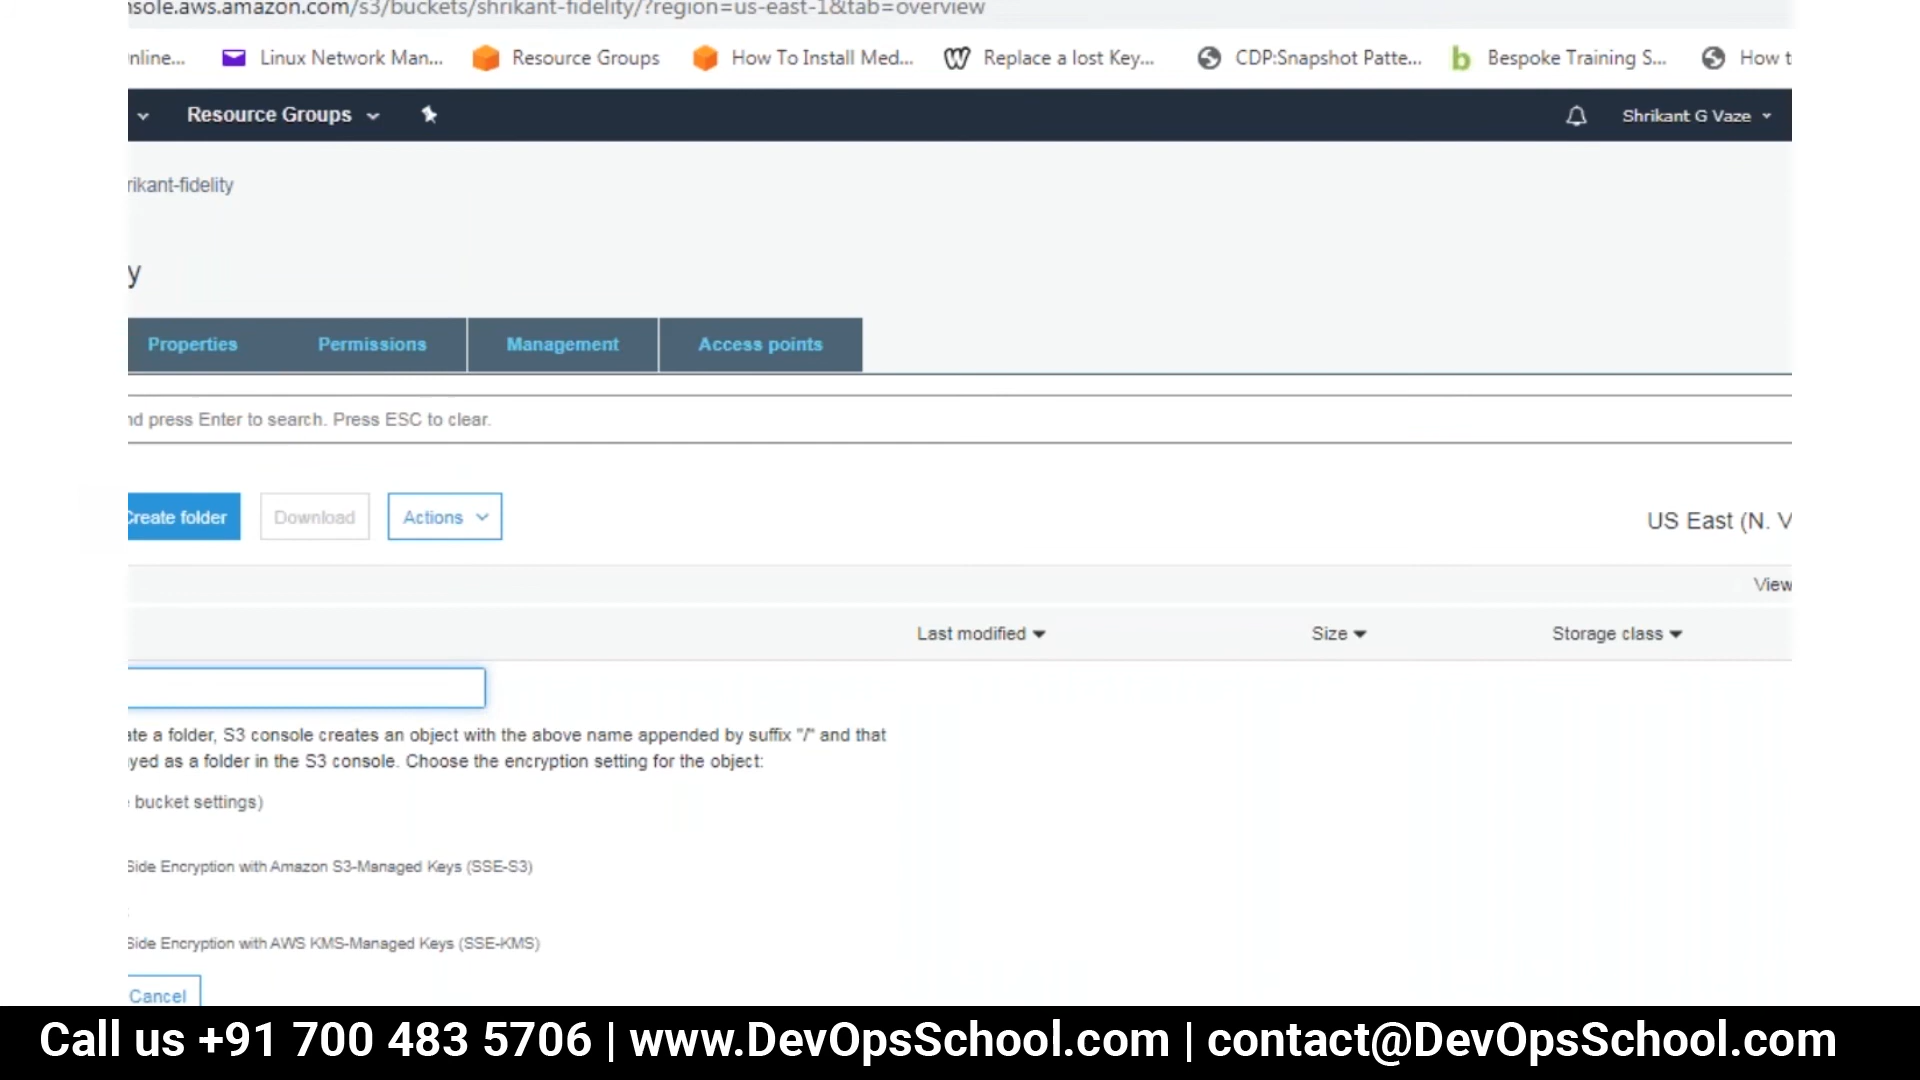 nsole.aws.amazon.com/s3/buckets/shrikant-fidelity/?region=us-east-1&tab=overview
nline... Linux Network Man... Resource Groups How To Install Med... Replace a lost Key... CDP:Snapshot Patte... Bespoke Training S... How t
Resource Groups Shrikant G Vaze
rikant-fidelity
y
Properties Permissions Management Access points
nd press Enter to search. Press ESC to clear.
Create folder Download Actions US East (N. V
View
Last modified Size Storage class
ate a folder, S3 console creates an object with the above name appended by suffix "/" and that
yed as a folder in the S3 console. Choose the encryption setting for the object:
bucket settings)
Side Encryption with Amazon S3-Managed Keys (SSE-S3)
Side Encryption with AWS KMS-Managed Keys (SSE-KMS)
Cancel
Call us +91 700 483 5706 | www.DevOpsSchool.com | contact@DevOpsSchool.com